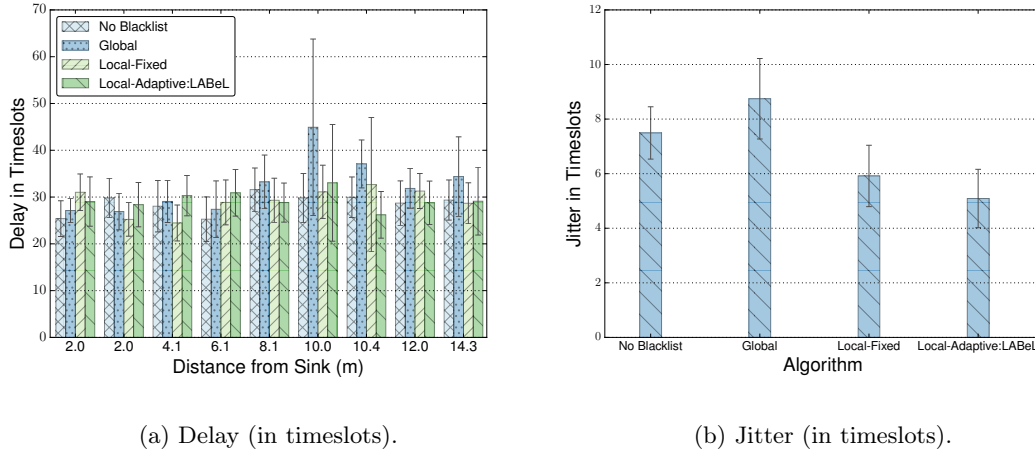 70
60
50
40
30
20
10
0
Delay in Timeslots
No Blacklist
Global
Local-Fixed
Local-Adaptive:LABeL
2.0 2.0 4.1 6.1 8.1 10.0 10.4 12.0 14.3
Distance from Sink (m)
(a) Delay (in timeslots).
12
10
8
6
4
2
0
Jitter in Timeslots
No Blacklist Global Local-Fixed Local-Adaptive:LABeL
Algorithm
(b) Jitter (in timeslots).